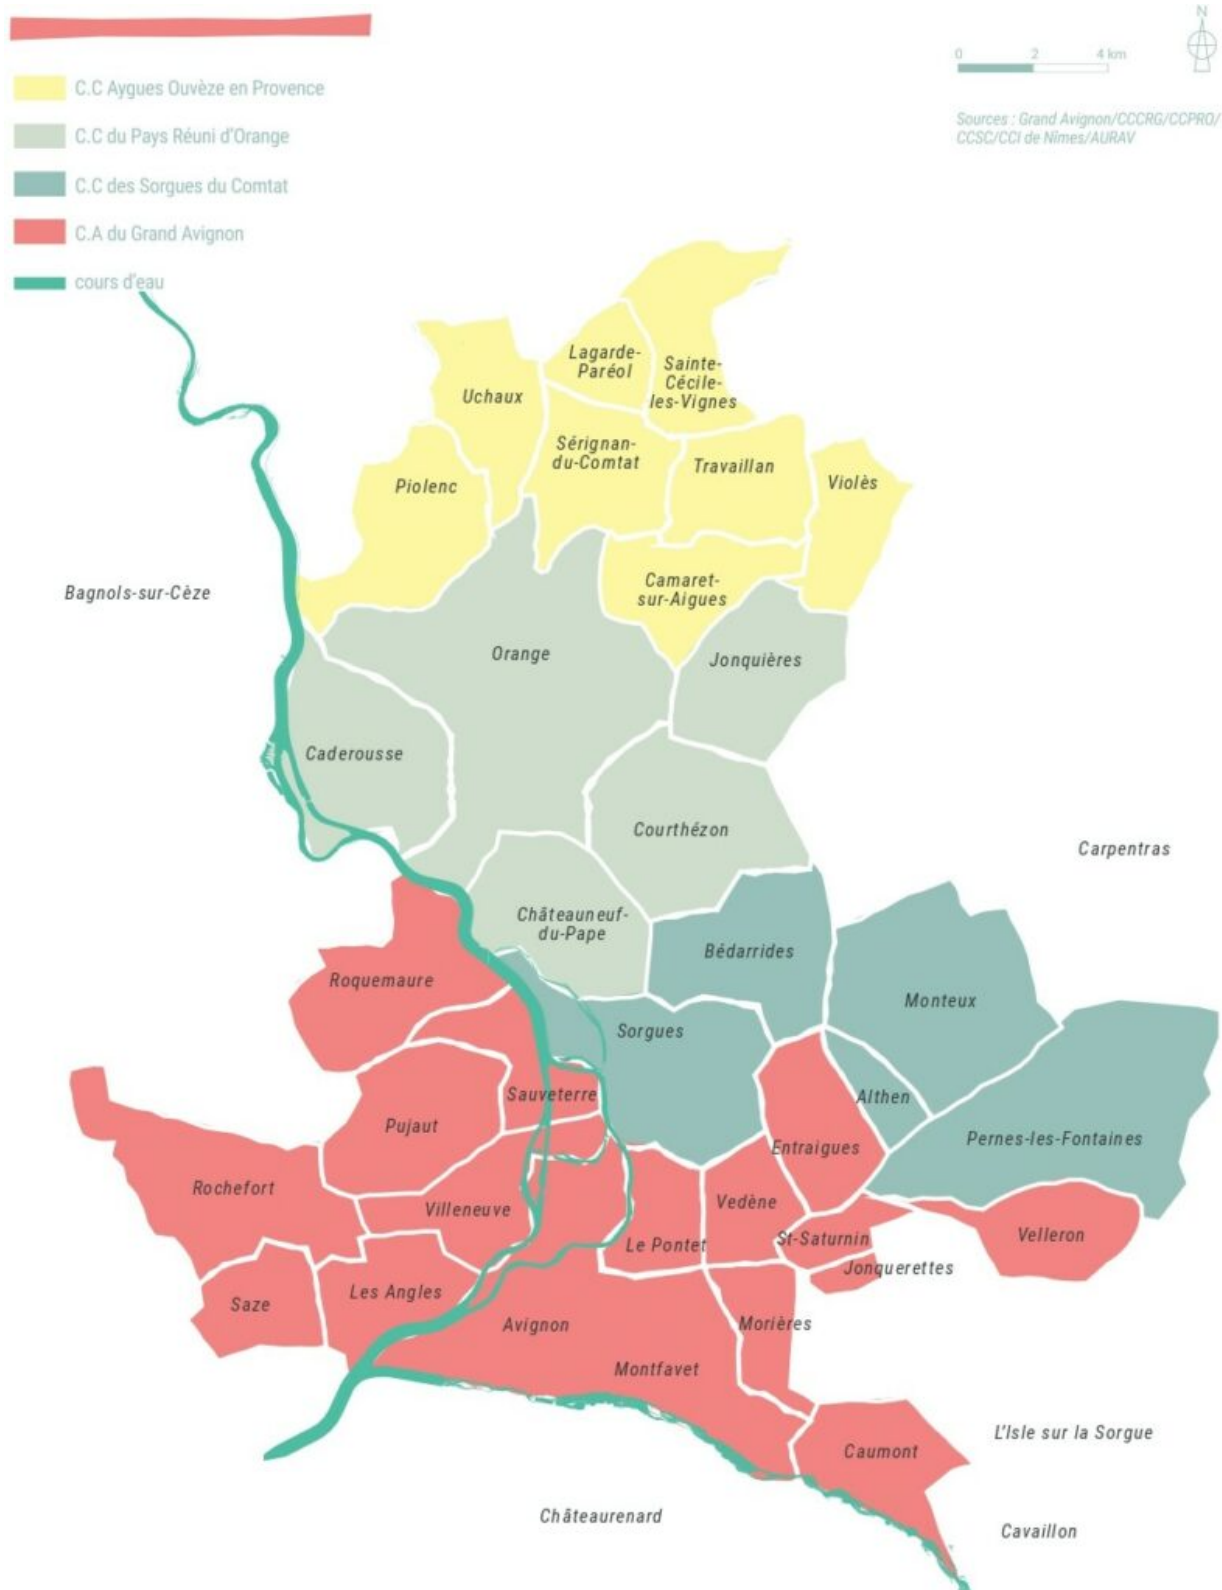 N
0 2 4 km
Sources : Grand Avignon/CCCRG/CCPRO/
CCSC/CCI de Nîmes/AURAV
C.C Aygues Ouvèze en Provence
C.C du Pays Réuni d'Orange
C.C des Sorgues du Comtat
C.A du Grand Avignon
cours d'eau
Lagarde-
Paréol
Sainte-
Cécile-
les-Vignes
Uchaux
Sérignan-
du-Comtat
Travaillan
Violès
Piolenc
Camaret-
sur-Aigues
Bagnols-sur-Cèze
Orange
Jonquières
Caderousse
Courthézon
Carpentras
Châteauneuf-
du-Pape
Bédarrides
Roquemaure
Monteux
Sorgues
Sauveterre
Althen
Pujaut
Pernes-les-Fontaines
Entraigues
Rochefort
Villeneuve
Vedène
Le Pontet
St-Saturnin
Velleron
Jonquerettes
Les Angles
Saze
Avignon
Morières
Montfavet
L'Isle sur la Sorgue
Caumont
Châteaurenard
Cavaillon